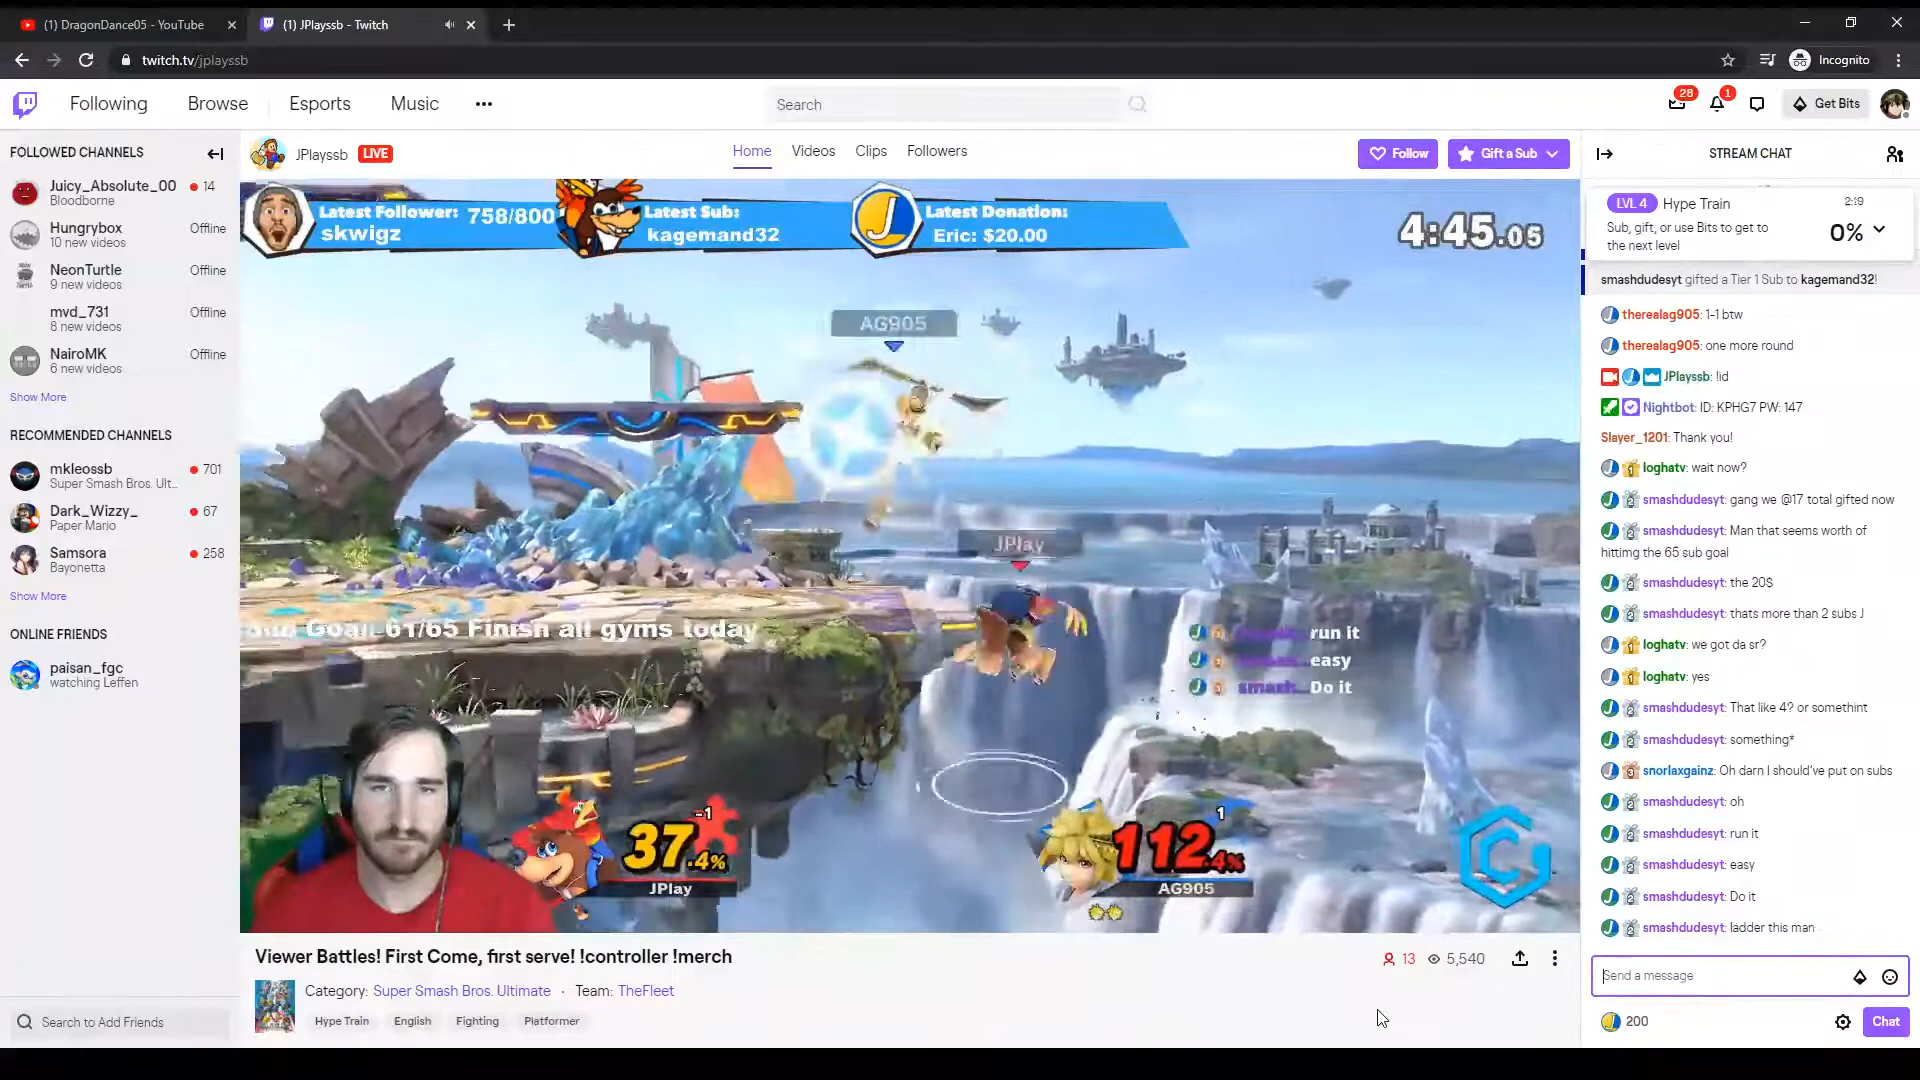 (1) DragonDance05 - YouTube
(1) JPlayssb - Twitch
twitch.tv/jplayssb
Incognito
Following
Browse
Esports
Music
Search
28
1
Get Bits
FOLLOWED CHANNELS
Juicy_Absolute_00
14
Bloodborne
Hungrybox
Offline
10 new videos
NeonTurtle
Offline
9 new videos
mvd_731
Offline
8 new videos
NairoMK
Offline
6 new videos
Show More
RECOMMENDED CHANNELS
mkleossb
701
Super Smash Bros. Ult...
Dark_Wizzy_
67
Paper Mario
Samsora
258
Bayonetta
Show More
ONLINE FRIENDS
paisan_fgc
watching Leffen
Search to Add Friends
JPlayssb
LIVE
Home
Videos
Clips
Followers
Follow
Gift a Sub
Latest Follower: 758/800
skwigz
Latest Sub:
kagemand32
Latest Donation:
Eric: $20.00
4:45.05
AG905
JPlay
Sub Goal: 61/65 Finish all gyms today
run it
easy
smash... Do it
-1
37.4%
JPlay
1
112.4%
AG905
Viewer Battles! First Come, first serve! !controller !merch
13
5,540
Category: Super Smash Bros. Ultimate · Team: TheFleet
Hype Train
English
Fighting
Platformer
STREAM CHAT
LVL 4 Hype Train
2:19
Sub, gift, or use Bits to get to
the next level
0%
smashdudesyt gifted a Tier 1 Sub to kagemand32!
therealag905: 1-1 btw
therealag905: one more round
JPlayssb: !id
Nightbot: ID: KPHG7 PW: 147
Slayer_1201: Thank you!
loghatv: wait now?
smashdudesyt: gang we @17 total gifted now
smashdudesyt: Man that seems worth of
hittimg the 65 sub goal
smashdudesyt: the 20$
smashdudesyt: thats more than 2 subs J
loghatv: we got da sr?
loghatv: yes
smashdudesyt: That like 4? or somethint
smashdudesyt: something*
snorlaxgainz: Oh darn I should've put on subs
smashdudesyt: oh
smashdudesyt: run it
smashdudesyt: easy
smashdudesyt: Do it
smashdudesyt: ladder this man
Send a message
200
Chat